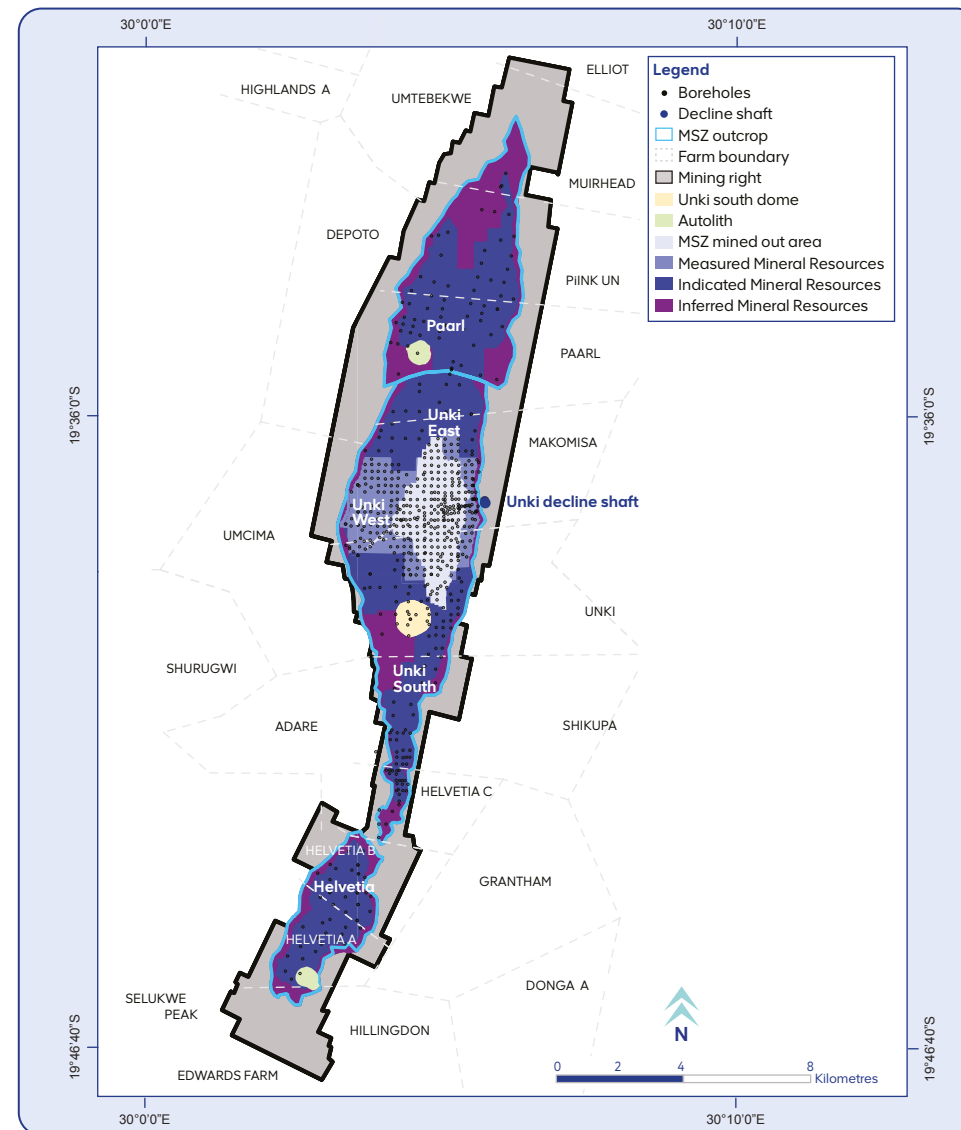 30°0'0"E
30°10'0"E
Legend
Boreholes
Decline shaft
MSZ outcrop
Farm boundary
Mining right
Unki south dome
Autolith
MSZ mined out area
Measured Mineral Resources
Indicated Mineral Resources
Inferred Mineral Resources
ELLIOT
HIGHLANDS A
UMTEBEKWE
MUIRHEAD
DEPOTO
PiINK UN
Paarl
PAARL
19°36'0"S
19°36'0"S
Unki
East
MAKOMISA
Unki decline shaft
Unki
West
UMCIMA
UNKI
SHURUGWI
Unki
South
ADARE
SHIKUPA
HELVETIA C
HELVETIA B
GRANTHAM
Helvetia
HELVETIA A
DONGA A
SELUKWE
PEAK
HILLINGDON
N
19°46'40"S
19°46'40"S
EDWARDS FARM
0 2 4 8
Kilometres
30°0'0"E
30°10'0"E